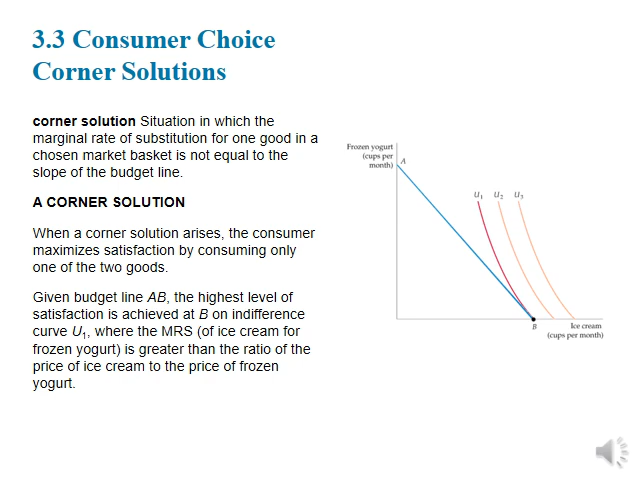 3.3 Consumer Choice
Corner Solutions
corner solution Situation in which the
marginal rate of substitution for one good in a
chosen market basket is not equal to the
slope of the budget line.
A CORNER SOLUTION
When a corner solution arises, the consumer
maximizes satisfaction by consuming only
one of the two goods.
Given budget line AB, the highest level of
satisfaction is achieved at B on indifference
curve U1, where the MRS (of ice cream for
frozen yogurt) is greater than the ratio of the
price of ice cream to the price of frozen
yogurt.
Frozen yogurt
(cups per
month)
A
U1 U2 U3
B
Ice cream
(cups per month)